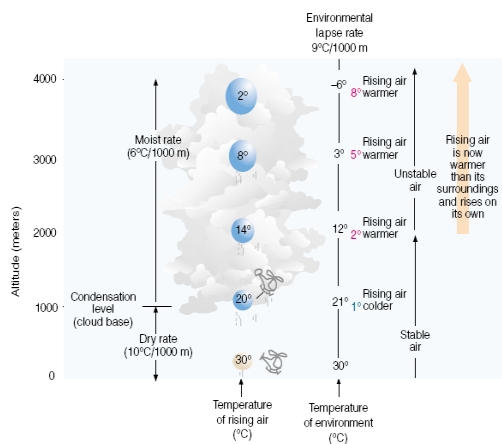 Environmental
lapse rate
9°C/1000 m
4000
3000
2000
1000
0
Altitude (meters)
Moist rate
(6°C/1000 m)
Condensation
level
(cloud base)
Dry rate
(10°C/1000 m)
2°
8°
14°
20°
30°
–6°
8°
Rising air
warmer
3°
5°
Rising air
warmer
12°
2°
Rising air
warmer
21°
1°
Rising air
colder
30°
Unstable
air
Stable
air
Rising air
is now
warmer
than its
surroundings
and rises on
its own
Temperature
of rising air
(°C)
Temperature
of environment
(°C)